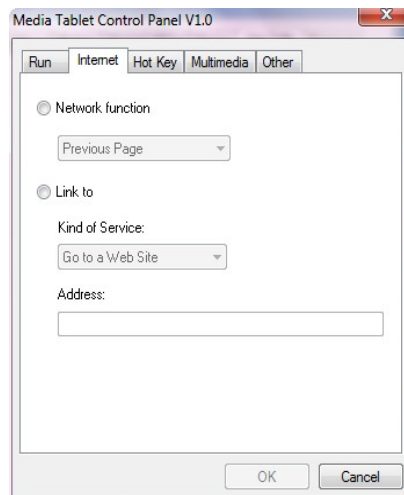 Media Tablet Control Panel V1.0
Run Internet Hot Key Multimedia Other
Network function
Previous Page
Link to
Kind of Service:
Go to a Web Site
Address:
OK Cancel